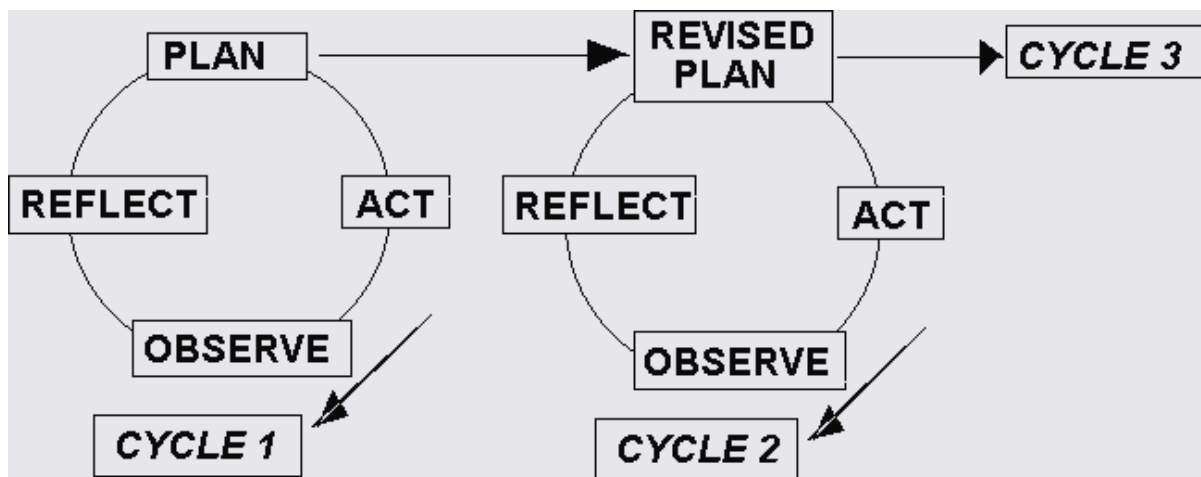 PLAN
REVISED
PLAN
CYCLE 3
REFLECT
ACT
REFLECT
ACT
OBSERVE
OBSERVE
CYCLE 1
CYCLE 2